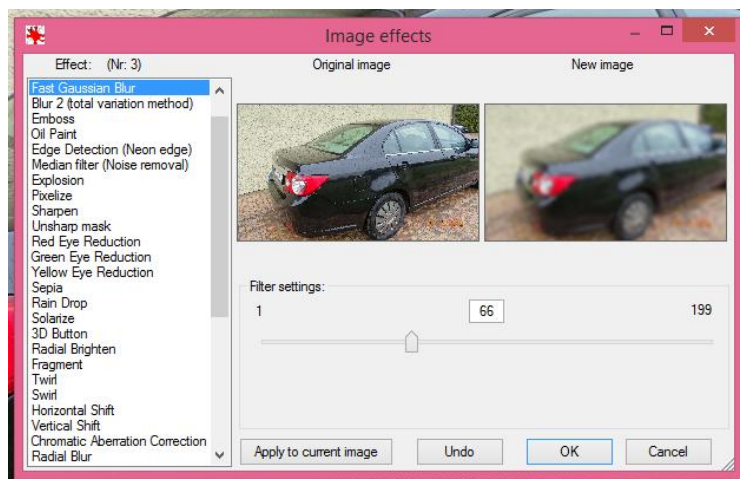 Image effects
Effect: (Nr: 3)
Original image
New image
Fast Gaussian Blur
Blur 2 (total variation method)
Emboss
Oil Paint
Edge Detection (Neon edge)
Median filter (Noise removal)
Explosion
Pixelize
Sharpen
Unsharp mask
Red Eye Reduction
Green Eye Reduction
Yellow Eye Reduction
Sepia
Rain Drop
Solarize
3D Button
Radial Brighten
Fragment
Twirl
Swirl
Horizontal Shift
Vertical Shift
Chromatic Aberration Correction
Radial Blur
Filter settings:
1 66 199
Apply to current image
Undo
OK
Cancel